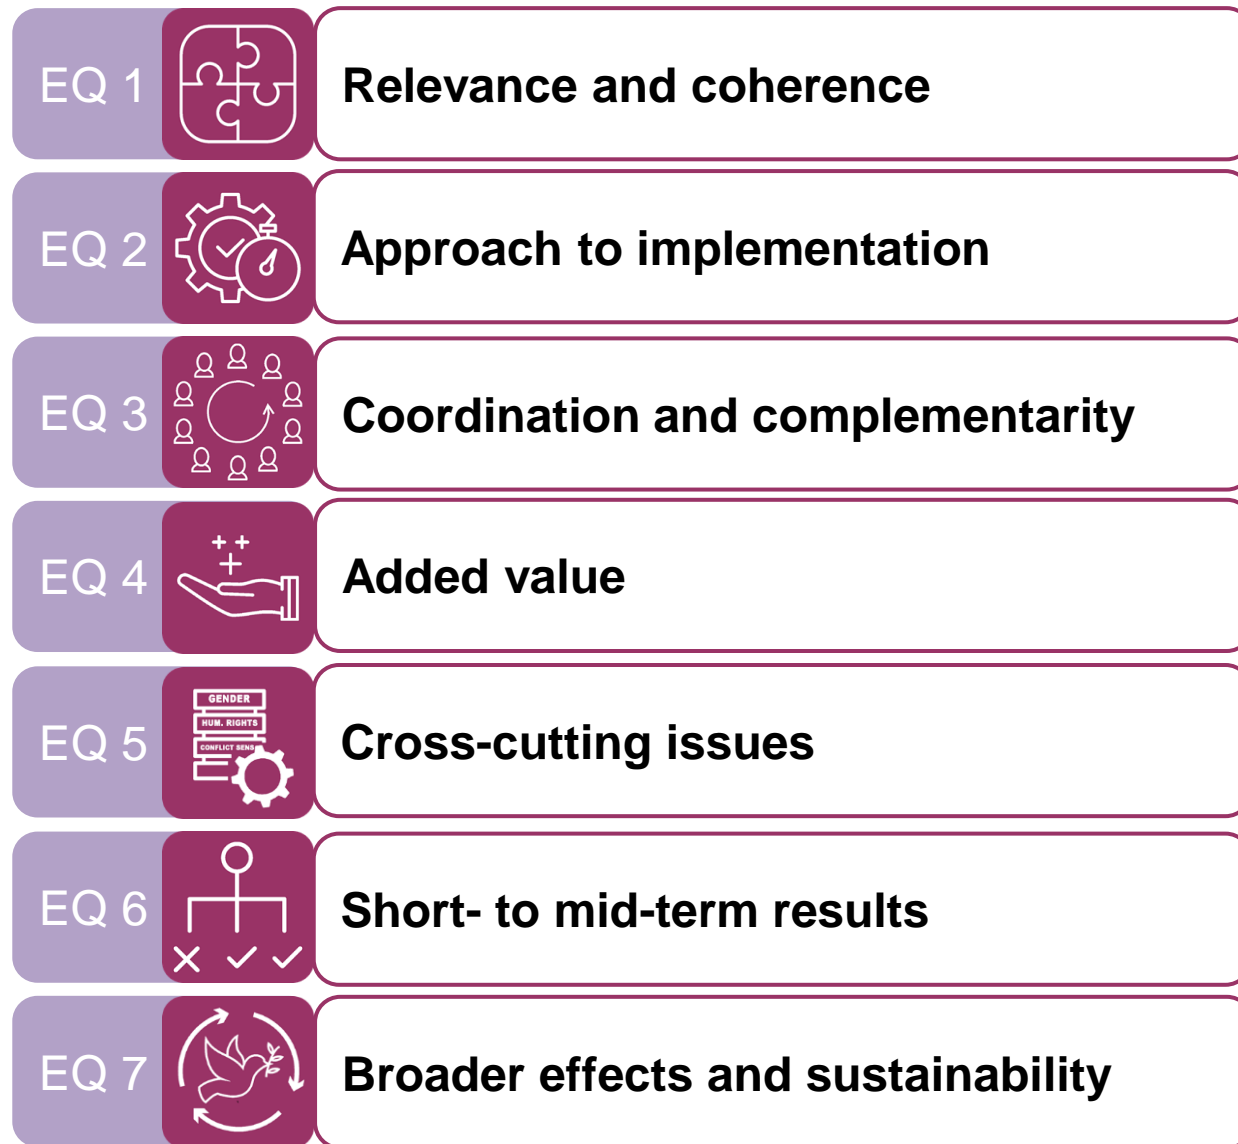 EQ 1
Relevance and coherence
EQ 2
Approach to implementation
EQ 3
Coordination and complementarity
EQ 4
Added value
EQ 5
GENDER
HUM. RIGHTS
CONFLICT SENS
Cross-cutting issues
EQ 6
Short- to mid-term results
EQ 7
Broader effects and sustainability